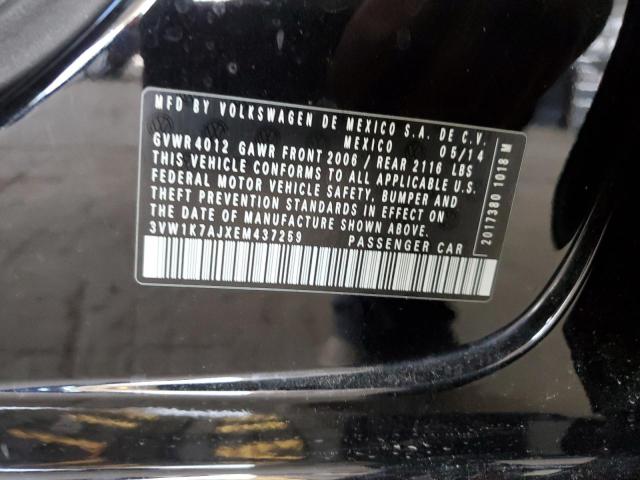 MFD BY VOLKSWAGEN DE MEXICO S.A. DE C.V.
MEXICO 05/14
GVWR 4012 GAWR FRONT 2006 / REAR 2116 LBS
THIS VEHICLE CONFORMS TO ALL APPLICABLE U.S.
FEDERAL MOTOR VEHICLE SAFETY, BUMPER AND
THEFT PREVENTION STANDARDS IN EFFECT ON
THE DATE OF MANUFACTURE SHOWN ABOVE.
3VW1K7AJXEM437259 PASSENGER CAR
2017380 1018 M